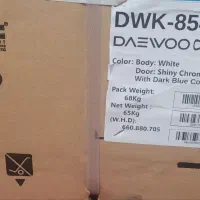 DWK-85
DAEWOO
Color: Body: White
Door: Shiny Chrom
With Dark Blue Co
Pack Weight:
68Kg
Net Weight:
65Kg
(W.H.D):
660.880.705